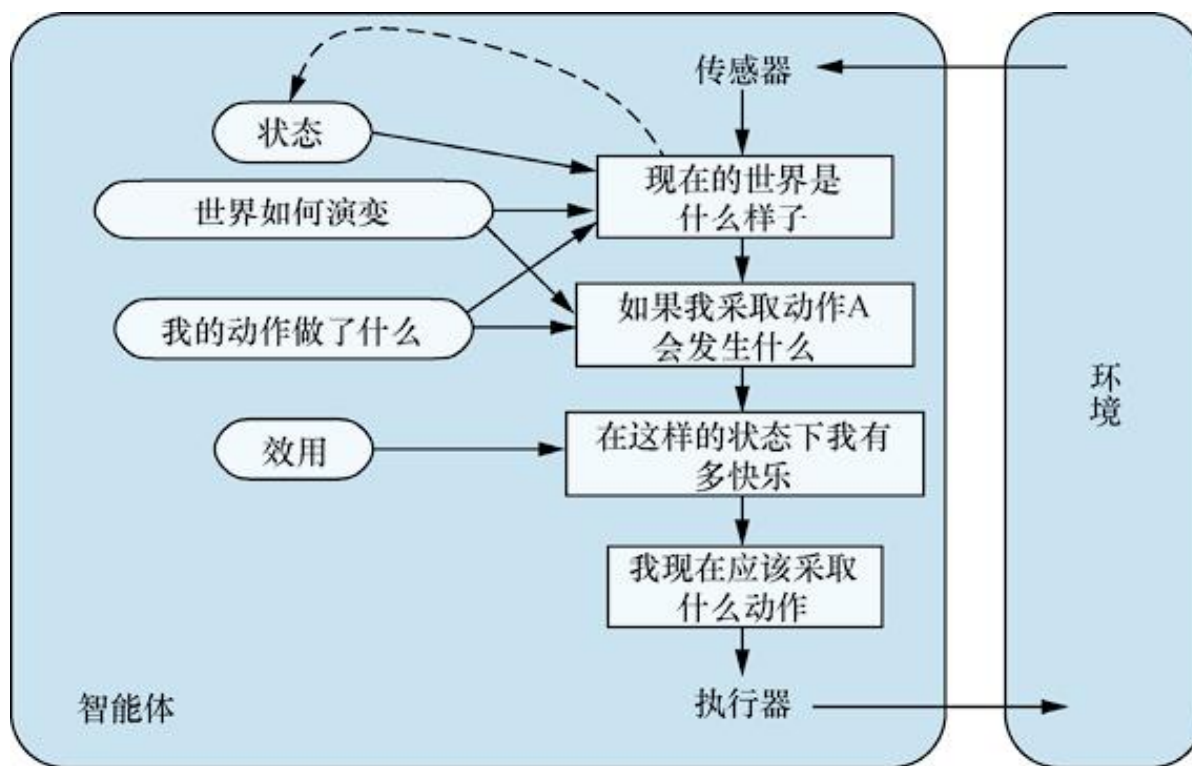 传感器
状态
现在的世界是
什么样子
世界如何演变
如果我采取动作A
会发生什么
我的动作做了什么
环
境
在这样的状态下我有
多快乐
效用
我现在应该采取
什么动作
智能体
执行器